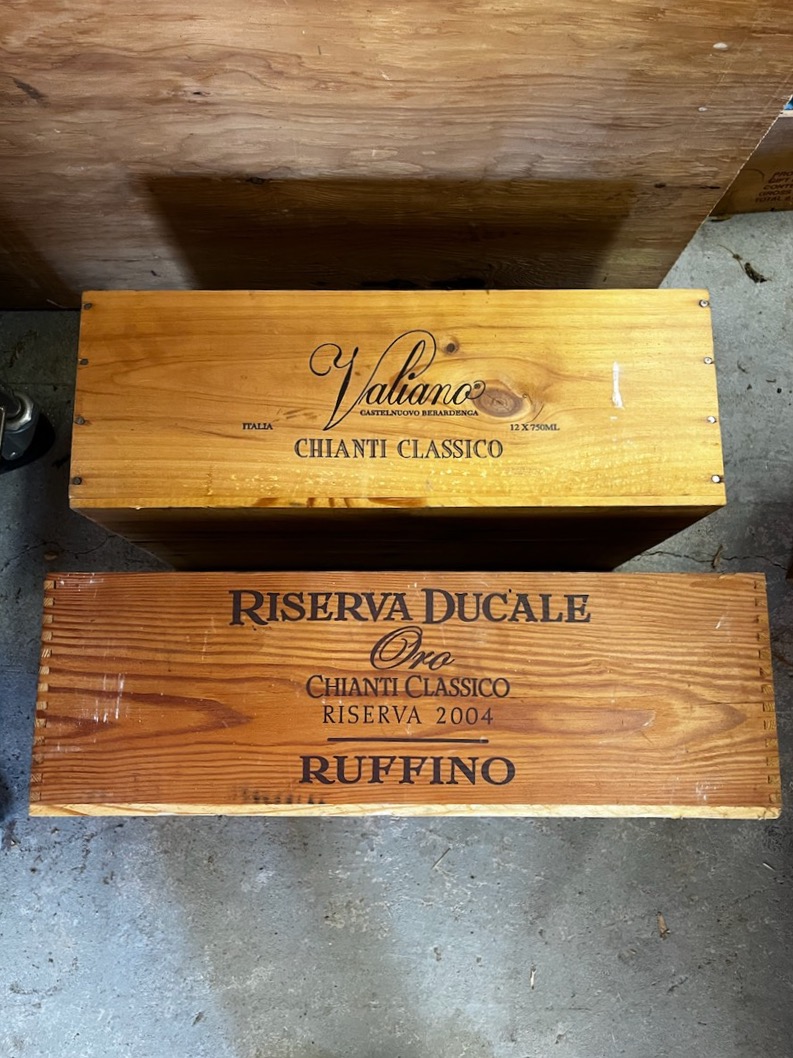 Valiano
CASTELNUOVO BERARDENGA
ITALIA
12 X 750ML
CHIANTI CLASSICO
RISERVA DUCALE
Oro
CHIANTI CLASSICO
RISERVA 2004
RUFFINO